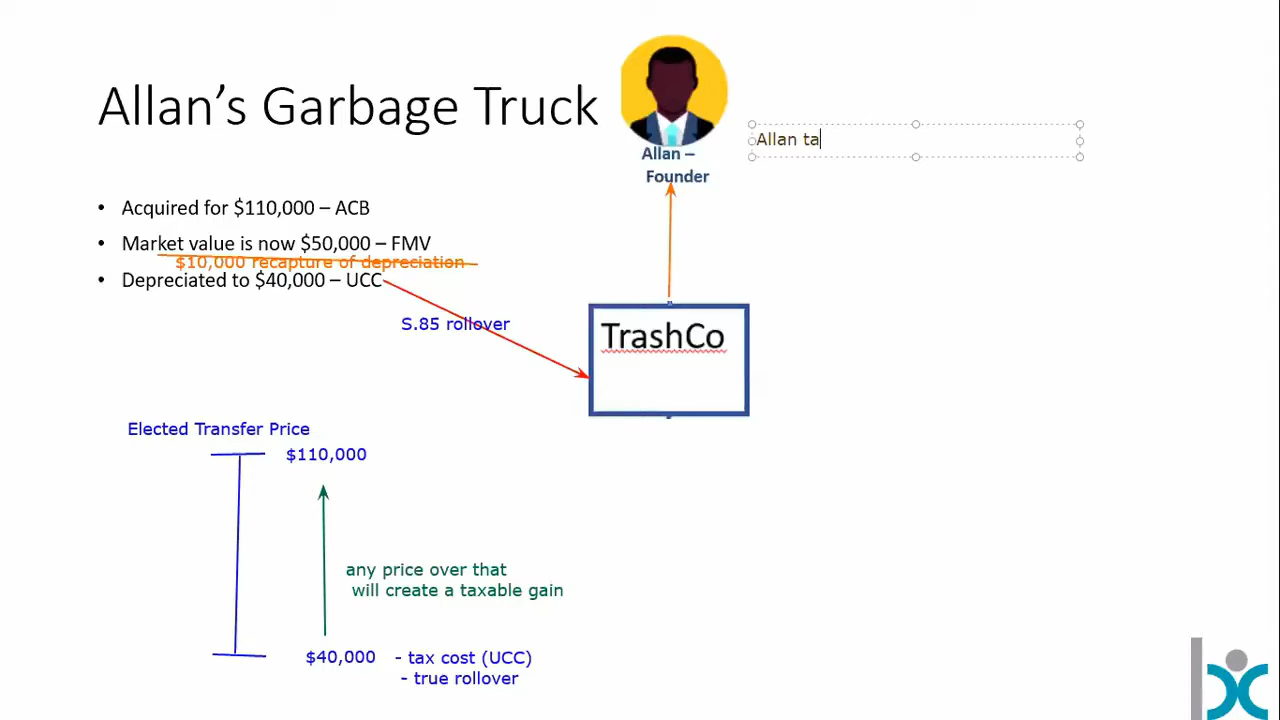 Allan’s Garbage Truck
Allan –
Founder
Allan ta
• Acquired for $110,000 – ACB
• Market value is now $50,000 – FMV
$10,000 recapture of depreciation
• Depreciated to $40,000 – UCC
S.85 rollover
TrashCo
Elected Transfer Price
$110,000
any price over that
will create a taxable gain
$40,000 - tax cost (UCC)
- true rollover